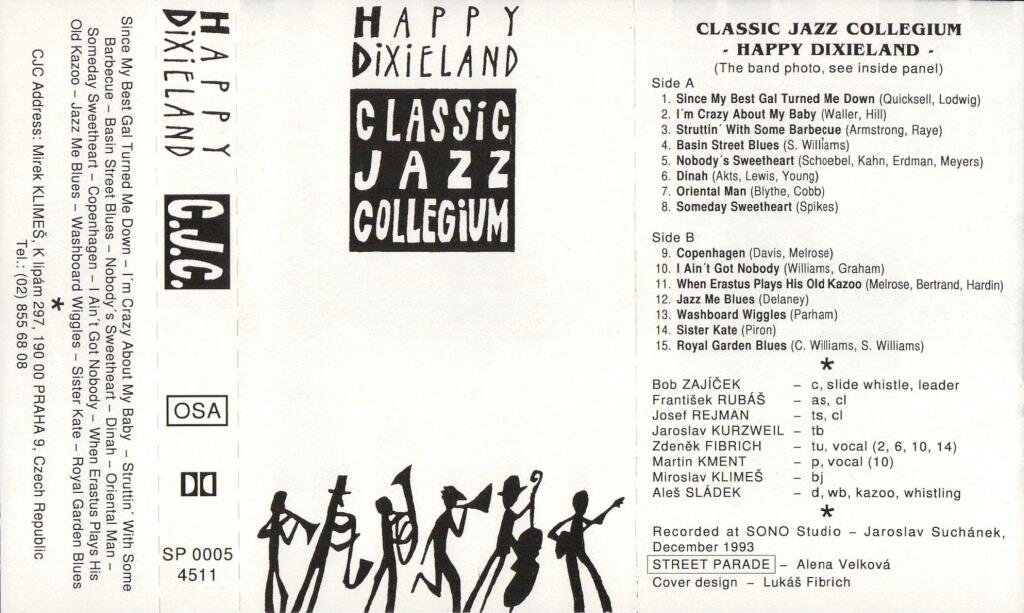 Since My Best Gal Turned Me Down – I´m Crazy About My Baby – Struttin´ With Some
Barbecue – Basin Street Blues – Nobody´s Sweetheart – Dinah – Oriental Man –
Someday Sweetheart – Copenhagen – I Ain´t Got Nobody – When Erastus Plays His
Old Kazoo – Jazz Me Blues – Washboard Wiggles – Sister Kate – Royal Garden Blues
*
CJC Address: Mirek KLIMEŠ, K lipám 297, 190 00 PRAHA 9, Czech Republic
Tel.: (02) 855 68 08
HAPPY
DiXiELAND
C.J.C.
OSA
SP 0005
4511
HAPPY
DiXiELAND
CLASSiC
JAZZ
COLLEGiUM
CLASSIC JAZZ COLLEGIUM
- HAPPY DIXIELAND -
(The band photo, see inside panel)
Side A
1. Since My Best Gal Turned Me Down (Quicksell, Lodwig)
2. I´m Crazy About My Baby (Waller, Hill)
3. Struttin´ With Some Barbecue (Armstrong, Raye)
4. Basin Street Blues (S. Williams)
5. Nobody´s Sweetheart (Schoebel, Kahn, Erdman, Meyers)
6. Dinah (Akts, Lewis, Young)
7. Oriental Man (Blythe, Cobb)
8. Someday Sweetheart (Spikes)
Side B
9. Copenhagen (Davis, Melrose)
10. I Ain´t Got Nobody (Williams, Graham)
11. When Erastus Plays His Old Kazoo (Melrose, Bertrand, Hardin)
12. Jazz Me Blues (Delaney)
13. Washboard Wiggles (Parham)
14. Sister Kate (Piron)
15. Royal Garden Blues (C. Williams, S. Williams)
*
Bob ZAJÍČEK – c, slide whistle, leader
František RUBÁŠ – as, cl
Josef REJMAN – ts, cl
Jaroslav KURZWEIL – tb
Zdeněk FIBRICH – tu, vocal (2, 6, 10, 14)
Martin KMENT – p, vocal (10)
Miroslav KLIMEŠ – bj
Aleš SLÁDEK – d, wb, kazoo, whistling
*
Recorded at SONO Studio – Jaroslav Suchánek,
December 1993
STREET PARADE – Alena Velková
Cover design – Lukáš Fibrich